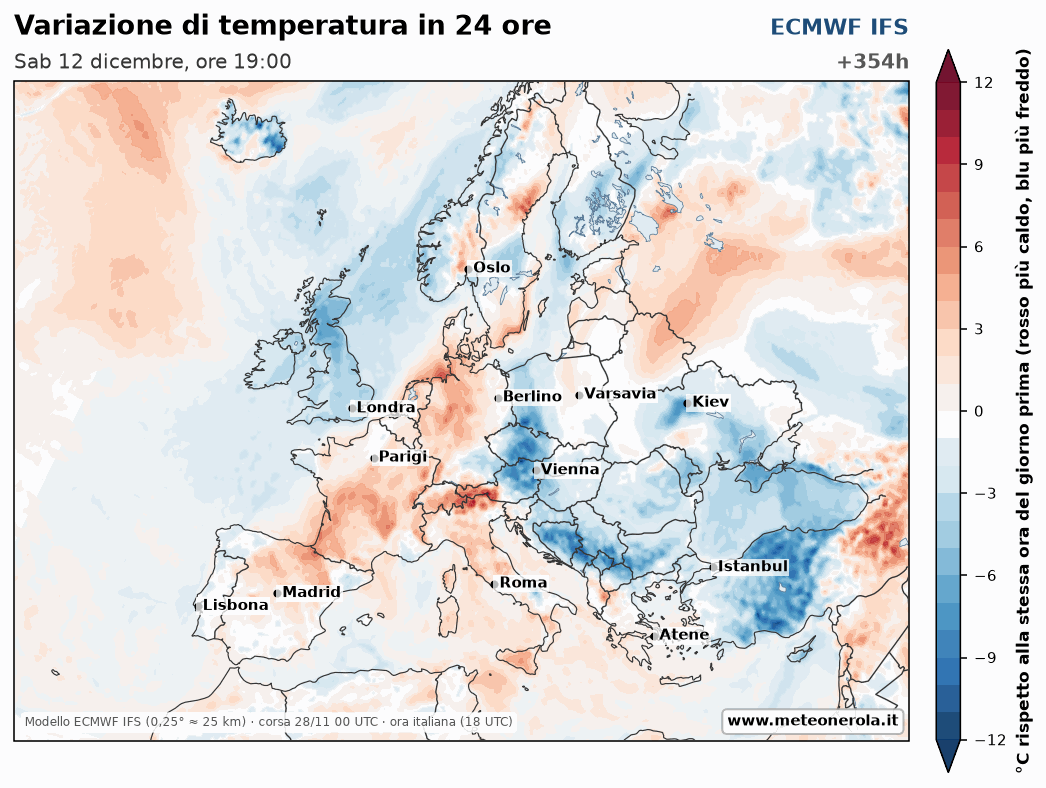 Variazione di temperatura in 24 ore
ECMWF IFS
Sab 12 dicembre, ore 19:00
+354h
Oslo
Berlino
Varsavia
Kiev
Londra
Parigi
Vienna
Istanbul
Roma
Madrid
Lisbona
Atene
Modello ECMWF IFS (0,25° ≈ 25 km) · corsa 28/11 00 UTC · ora italiana (18 UTC)
www.meteonerola.it
12
9
6
3
0
−3
−6
−9
−12
°C rispetto alla stessa ora del giorno prima (rosso più caldo, blu più freddo)